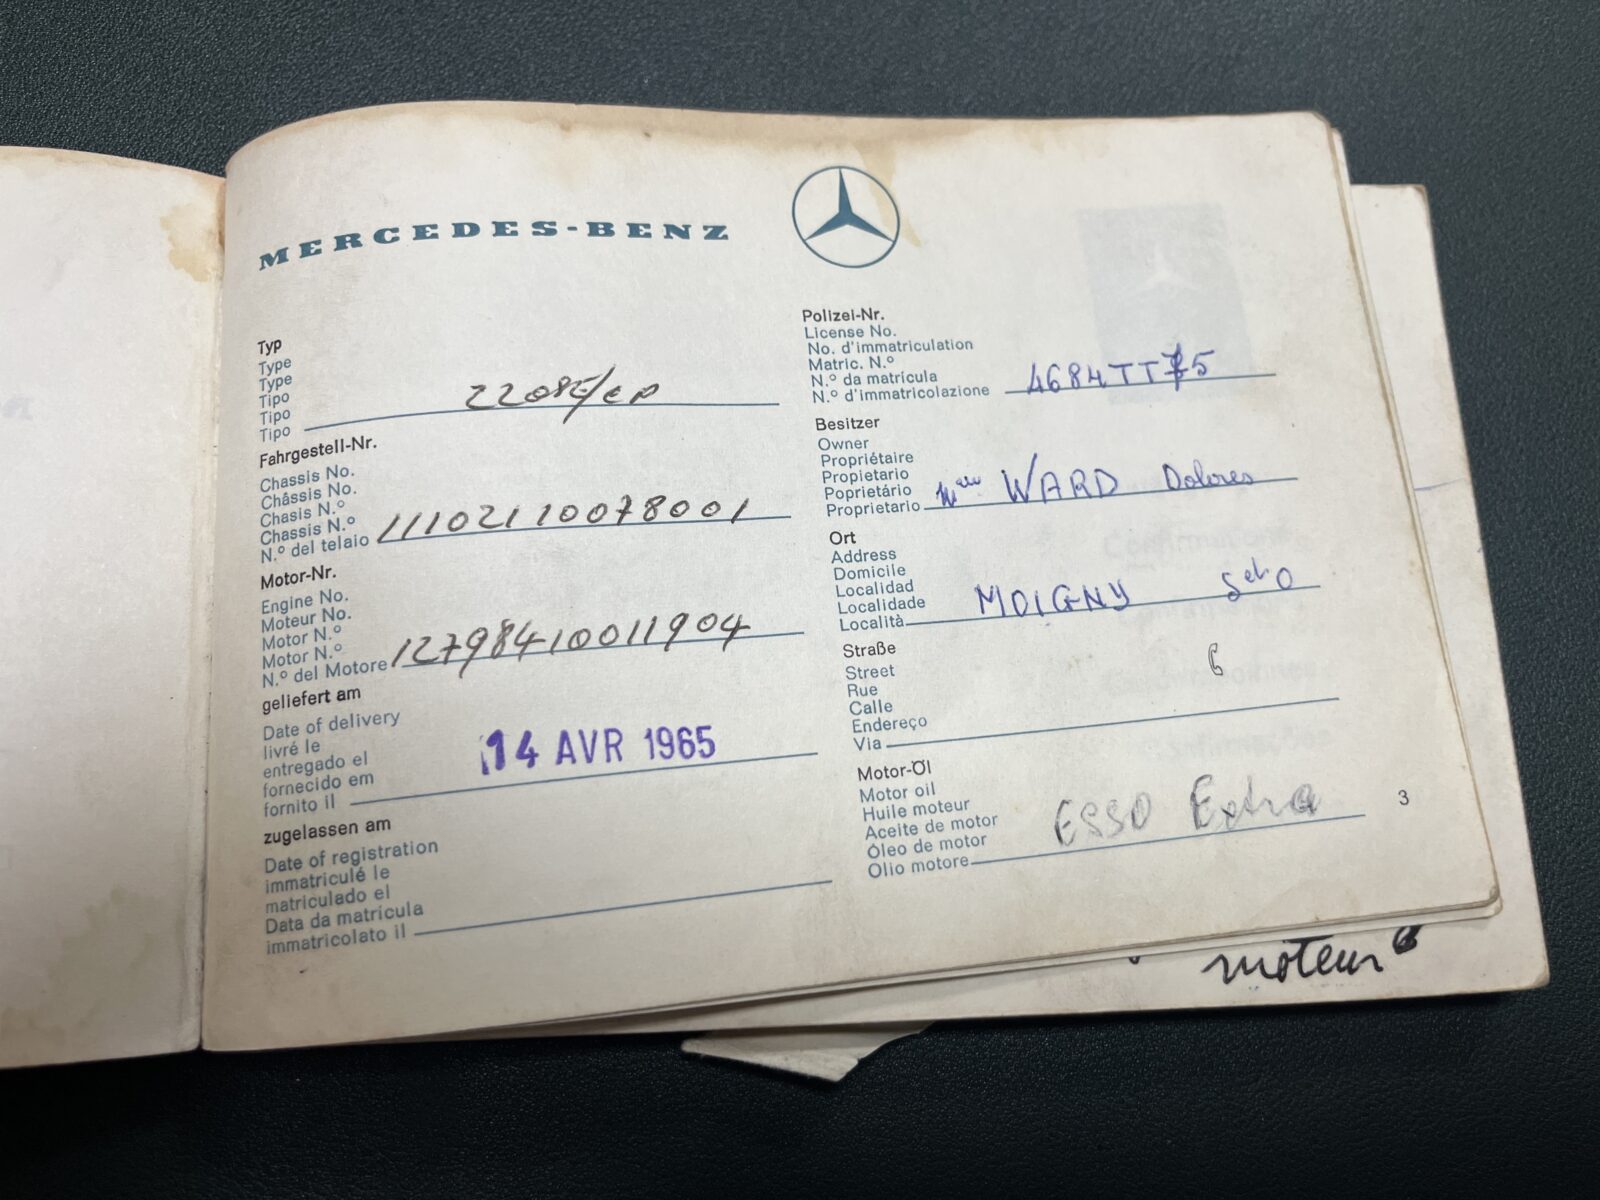 MERCEDES-BENZ
Typ
Type
Type
Tipo
Tipo
Tipo 220SE/cp
Fahrgestell-Nr.
Chassis No.
Châssis No.
Chasis N.º
Chassis N.º
N.º del telaio 11102110078001
Motor-Nr.
Engine No.
Moteur No.
Motor N.º
Motor N.º
N.º del Motore 12798410011904
geliefert am
Date of delivery
livré le
entregado el
fornecido em
fornito il 14 AVR 1965
zugelassen am
Date of registration
immatriculé le
matriculado el
Data da matrícula
immatricolato il
Polizei-Nr.
License No.
No. d'immatriculation
Matric. N.º
N.º da matrícula
N.º d'immatricolazione 4684TT75
Besitzer
Owner
Propriétaire
Propietario
Poprietário
Proprietario WARD Dolores
Ort
Address
Domicile
Localidad
Localidade
Località MOIGNY S et O
Straße
Street
Rue 6
Calle
Endereço
Via
Motor-Öl
Motor oil
Huile moteur
Aceite de motor
Óleo de motor
Olio motore ESSO Extra
3
moteur